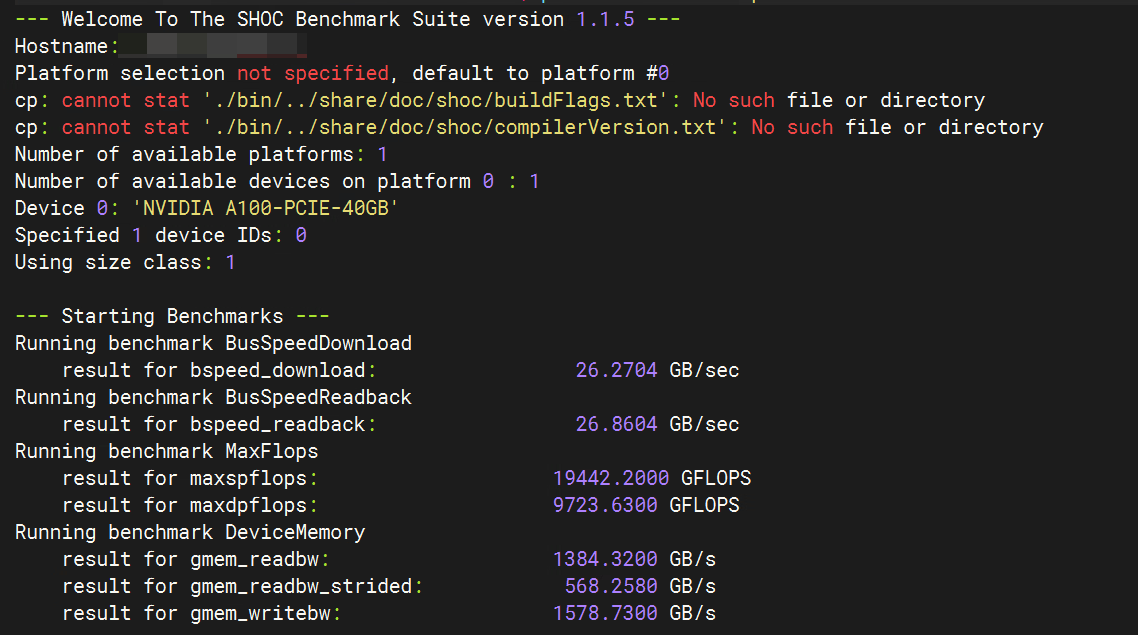 --- Welcome To The SHOC Benchmark Suite version 1.1.5 ---
Hostname:
Platform selection not specified, default to platform #0
cp: cannot stat './bin/../share/doc/shoc/buildFlags.txt': No such file or directory
cp: cannot stat './bin/../share/doc/shoc/compilerVersion.txt': No such file or directory
Number of available platforms: 1
Number of available devices on platform 0 : 1
Device 0: 'NVIDIA A100-PCIE-40GB'
Specified 1 device IDs: 0
Using size class: 1

--- Starting Benchmarks ---
Running benchmark BusSpeedDownload
    result for bspeed_download:                 26.2704 GB/sec
Running benchmark BusSpeedReadback
    result for bspeed_readback:                 26.8604 GB/sec
Running benchmark MaxFlops
    result for maxspflops:                    19442.2000 GFLOPS
    result for maxdpflops:                    9723.6300 GFLOPS
Running benchmark DeviceMemory
    result for gmem_readbw:                   1384.3200 GB/s
    result for gmem_readbw_strided:            568.2580 GB/s
    result for gmem_writebw:                  1578.7300 GB/s